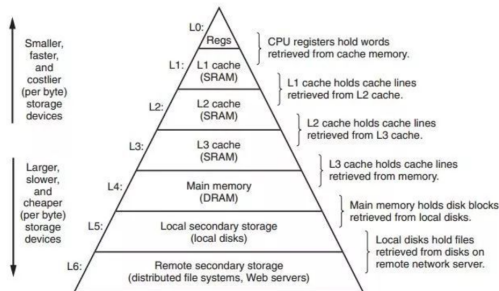 Smaller,
faster,
and
costlier
(per byte)
storage
devices
Larger,
slower,
and
cheaper
(per byte)
storage
devices
L0:
Regs
L1:
L1 cache
(SRAM)
L2:
L2 cache
(SRAM)
L3:
L3 cache
(SRAM)
L4:
Main memory
(DRAM)
L5:
Local secondary storage
(local disks)
L6:
Remote secondary storage
(distributed file systems, Web servers)
CPU registers hold words
retrieved from cache memory.
L1 cache holds cache lines
retrieved from L2 cache.
L2 cache holds cache lines
retrieved from L3 cache.
L3 cache holds cache lines
retrieved from memory.
Main memory holds disk blocks
retrieved from local disks.
Local disks hold files
retrieved from disks on
remote network server.